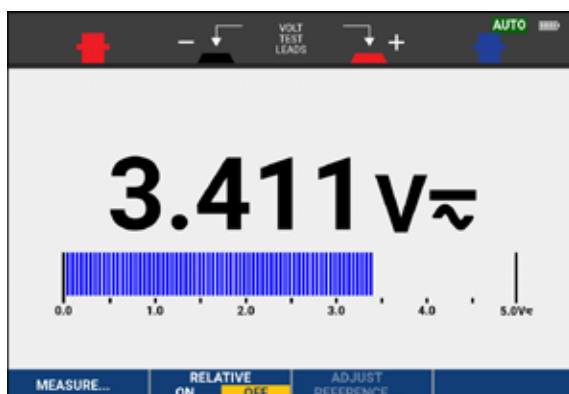 VOLT
TEST
LEADS
− +
AUTO
3.411 V
0.0 1.0 2.0 3.0 4.0 5.0V
MEASURE...
RELATIVE
ON OFF
ADJUST
REFERENCE